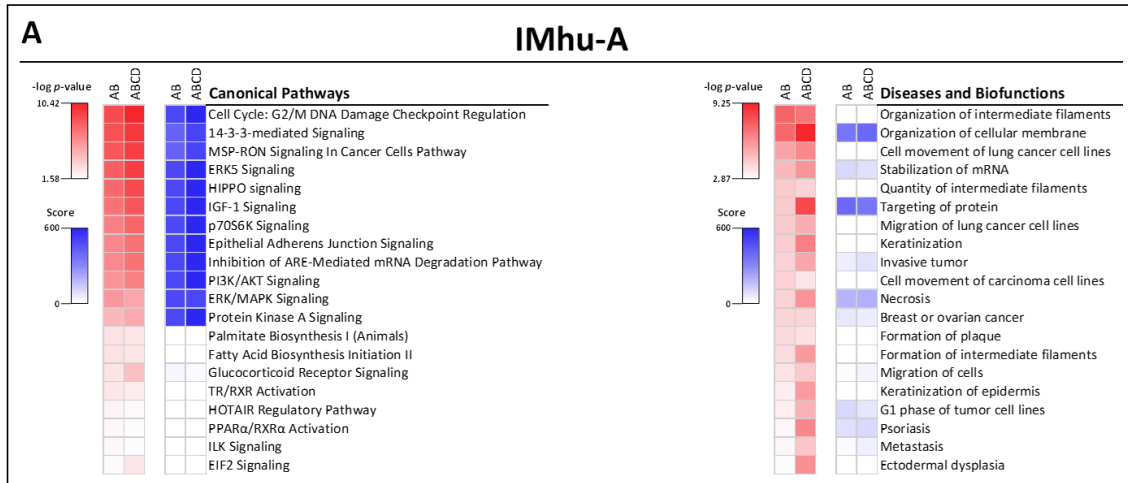 A
IMhu-A
-log p-value
10.42
1.58
Score
600
0
AB
ABCD
AB
ABCD
Canonical Pathways
Cell Cycle: G2/M DNA Damage Checkpoint Regulation
14-3-3-mediated Signaling
MSP-RON Signaling In Cancer Cells Pathway
ERK5 Signaling
HIPPO signaling
IGF-1 Signaling
p70S6K Signaling
Epithelial Adherens Junction Signaling
Inhibition of ARE-Mediated mRNA Degradation Pathway
PI3K/AKT Signaling
ERK/MAPK Signaling
Protein Kinase A Signaling
Palmitate Biosynthesis I (Animals)
Fatty Acid Biosynthesis Initiation II
Glucocorticoid Receptor Signaling
TR/RXR Activation
HOTAIR Regulatory Pathway
PPARα/RXRα Activation
ILK Signaling
EIF2 Signaling
-log p-value
9.25
2.87
Score
600
0
AB
ABCD
AB
ABCD
Diseases and Biofunctions
Organization of intermediate filaments
Organization of cellular membrane
Cell movement of lung cancer cell lines
Stabilization of mRNA
Quantity of intermediate filaments
Targeting of protein
Migration of lung cancer cell lines
Keratinization
Invasive tumor
Cell movement of carcinoma cell lines
Necrosis
Breast or ovarian cancer
Formation of plaque
Formation of intermediate filaments
Migration of cells
Keratinization of epidermis
G1 phase of tumor cell lines
Psoriasis
Metastasis
Ectodermal dysplasia